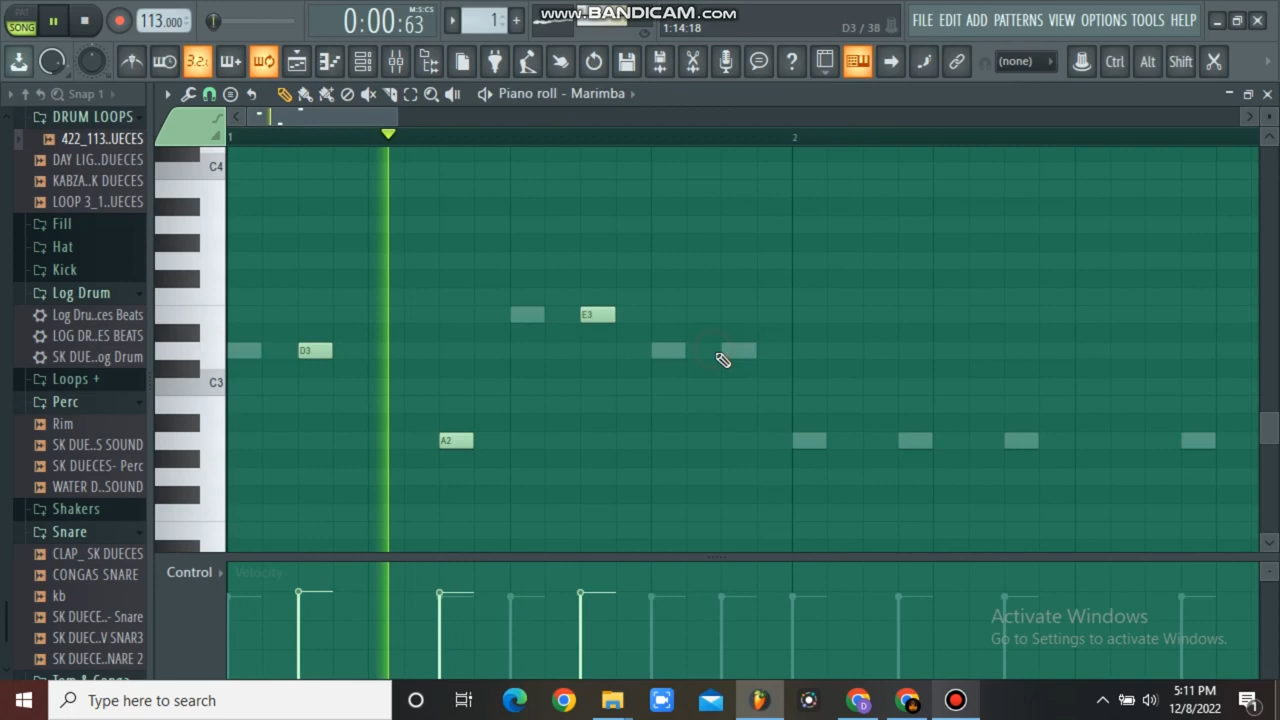 PAT
SONG
113.000
0:00:63
M:S:CS
1
www.BANDICAM.com
1:14:18
D3 / 38
FILE EDIT ADD PATTERNS VIEW OPTIONS TOOLS HELP
3.2.
(none)
Ctrl
Alt
Shift
Snap 1
Piano roll - Marimba
DRUM LOOPS
422_113..UECES
DAY LIG..DUECES
KABZA..K DUECES
LOOP 3_1..UECES
Fill
Hat
Kick
Log Drum
Log Dru..ces Beats
LOG DR..ES BEATS
SK DUE..og Drum
Loops +
Perc
Rim
SK DUE..S SOUND
SK DUECES- Perc
WATER D..SOUND
Shakers
Snare
CLAP_ SK DUECES
CONGAS SNARE
kb
SK DUECE..- Snare
SK DUEC..V SNAR3
SK DUECE..NARE 2
1
2
C4
E3
D3
C3
A2
Control
Velocity
Activate Windows
Go to Settings to activate Windows.
Type here to search
5:11 PM
12/8/2022
1